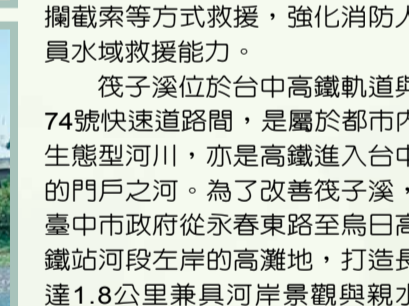 攔截索等方式救援，強化消防人
員水域救援能力。
筏子溪位於台中高鐵軌道與
74號快速道路間，是屬於都市內
生態型河川，亦是高鐵進入台中
的門戶之河。為了改善筏子溪，
臺中市政府從永春東路至烏日高
鐵站河段左岸的高灘地，打造長
達1.8公里兼具河岸景觀與親水